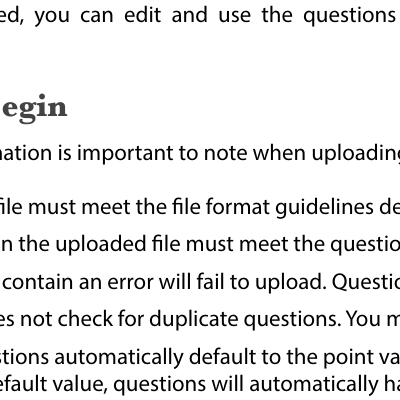 ed, you can edit and use the questions
egin
nation is important to note when uploading
file must meet the file format guidelines de
n the uploaded file must meet the questio
contain an error will fail to upload. Questio
es not check for duplicate questions. You m
stions automatically default to the point va
efault value, questions will automatically ha